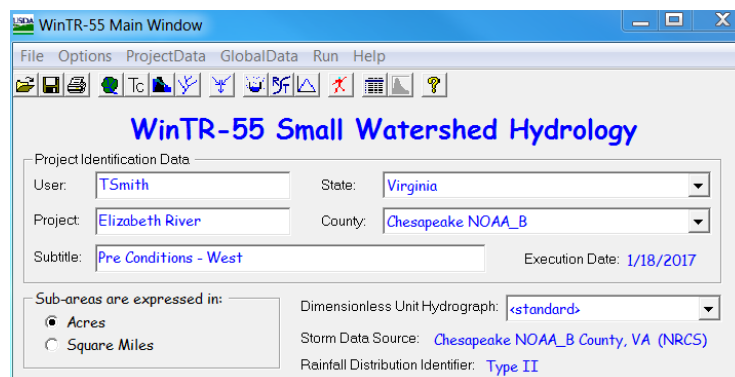 USDA WinTR-55 Main Window
File Options ProjectData GlobalData Run Help
Tc RF ?
WinTR-55 Small Watershed Hydrology
Project Identification Data
User: TSmith State: Virginia
Project: Elizabeth River County: Chesapeake NOAA_B
Subtitle: Pre Conditions - West Execution Date: 1/18/2017
Sub-areas are expressed in:
Acres
Square Miles
Dimensionless Unit Hydrograph: <standard>
Storm Data Source: Chesapeake NOAA_B County, VA (NRCS)
Rainfall Distribution Identifier: Type II